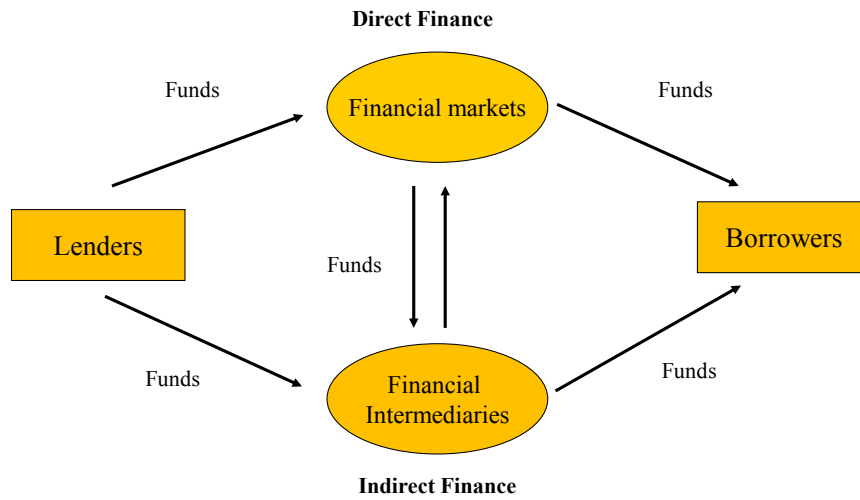 Direct Finance
Funds
Financial markets
Funds
Lenders
Funds
Borrowers
Funds
Financial
Intermediaries
Funds
Indirect Finance